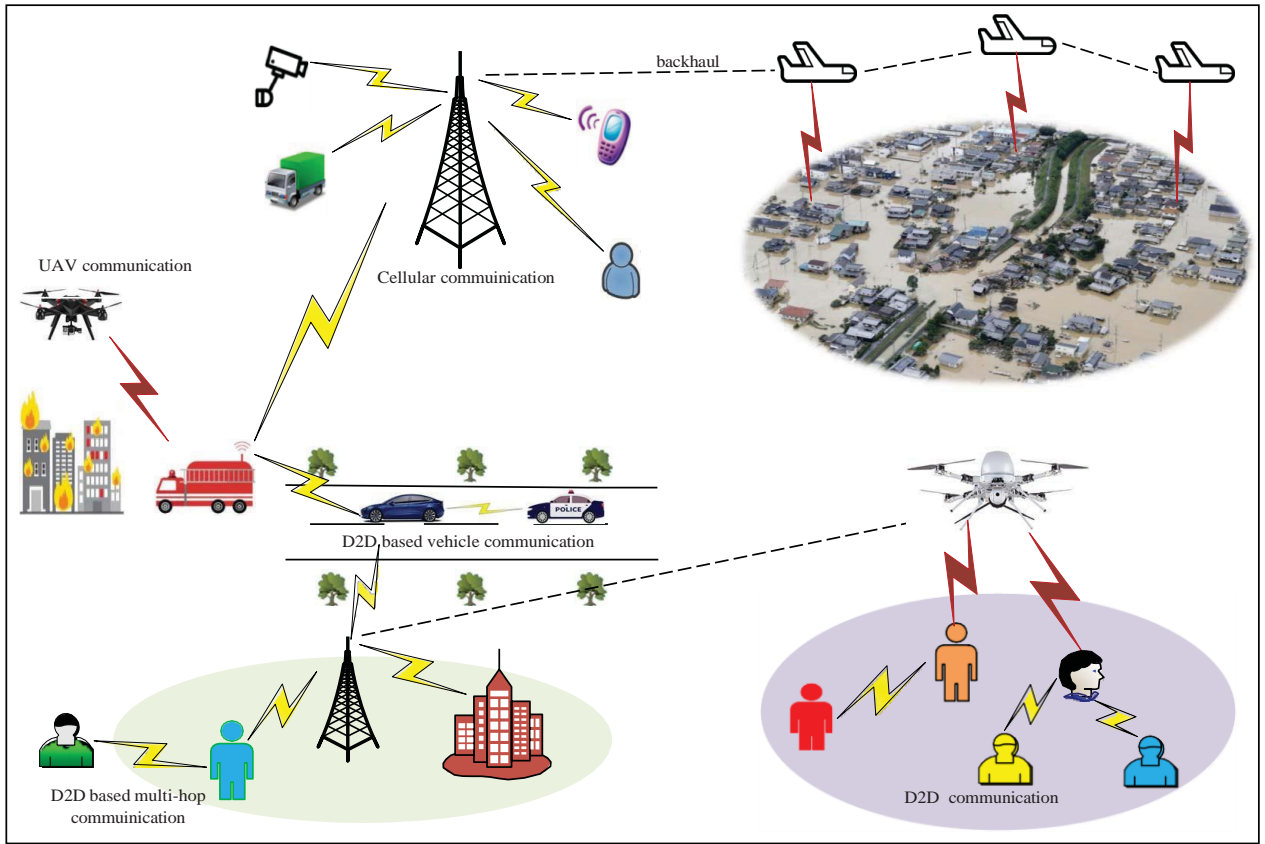 backhaul
Cellular commuinication
UAV communication
POLICE
D2D based vehicle communication
D2D based multi-hop
commuinication
D2D communication